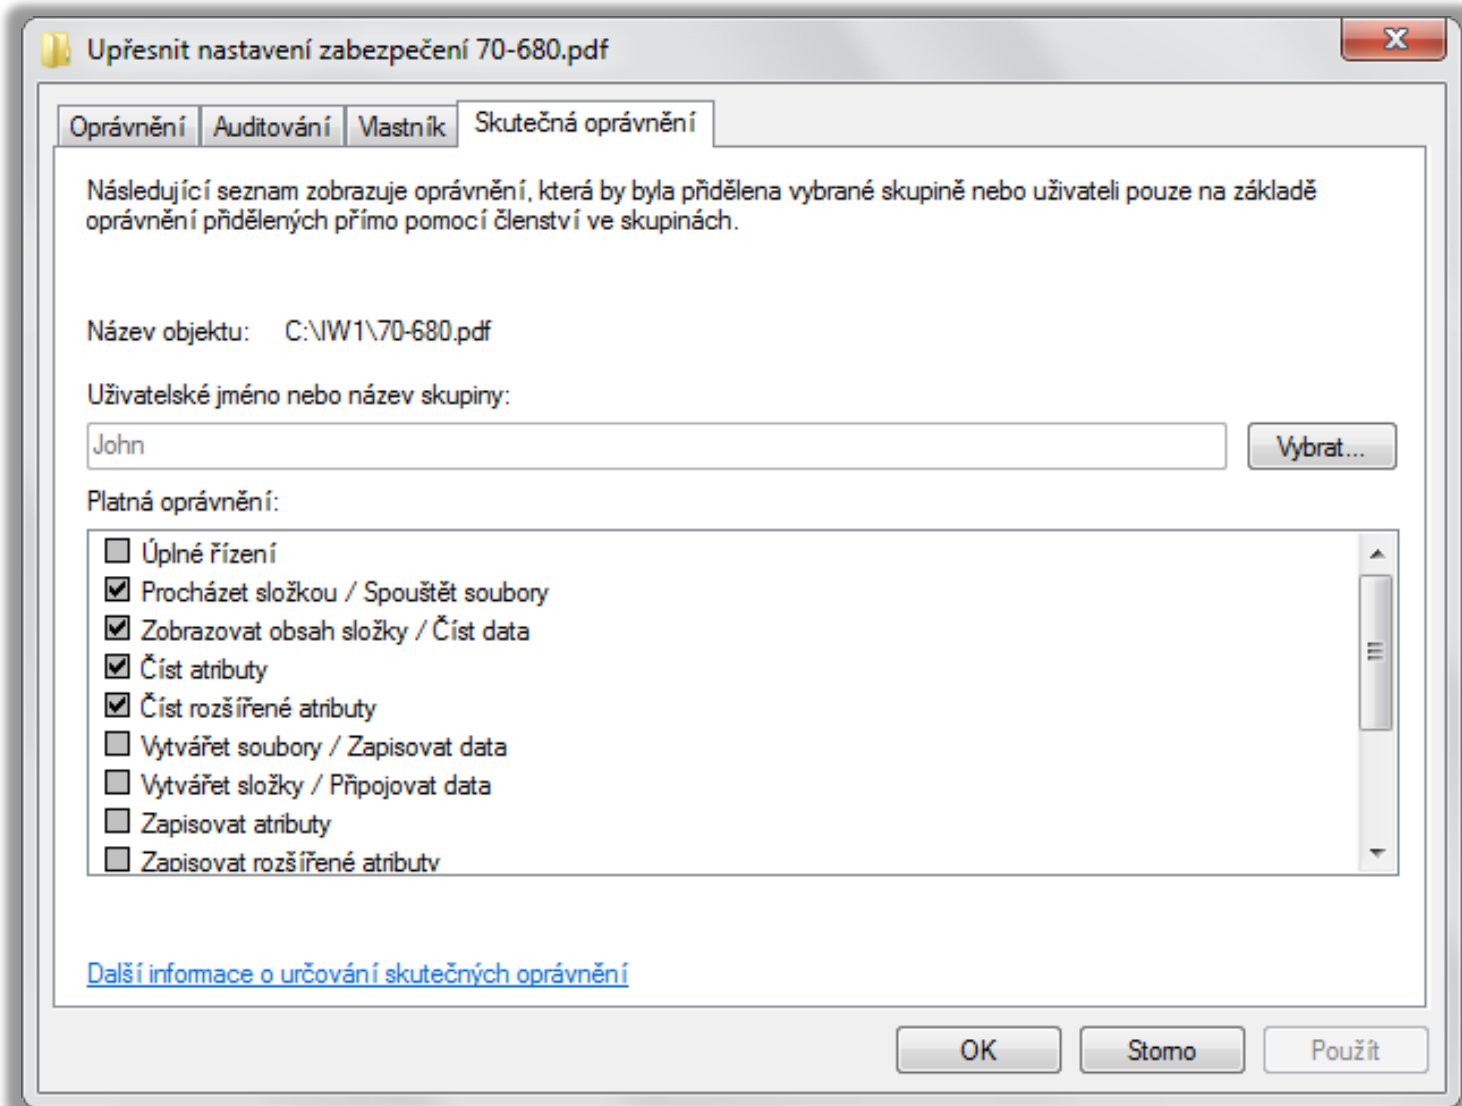 Upřesnit nastavení zabezpečení 70-680.pdf
Oprávnění Auditování Vlastník Skutečná oprávnění
Následující seznam zobrazuje oprávnění, která by byla přidělena vybrané skupině nebo uživateli pouze na základě
oprávnění přidělených přímo pomocí členství ve skupinách.
Název objektu: C:\IW1\70-680.pdf
Uživatelské jméno nebo název skupiny:
John Vybrat...
Platná oprávnění:
Úplné řízení
Procházet složkou / Spouštět soubory
Zobrazovat obsah složky / Číst data
Číst atributy
Číst rozšířené atributy
Vytvářet soubory / Zapisovat data
Vytvářet složky / Připojovat data
Zapisovat atributy
Zapisovat rozšířené atributy
Další informace o určování skutečných oprávnění
OK Storno Použít